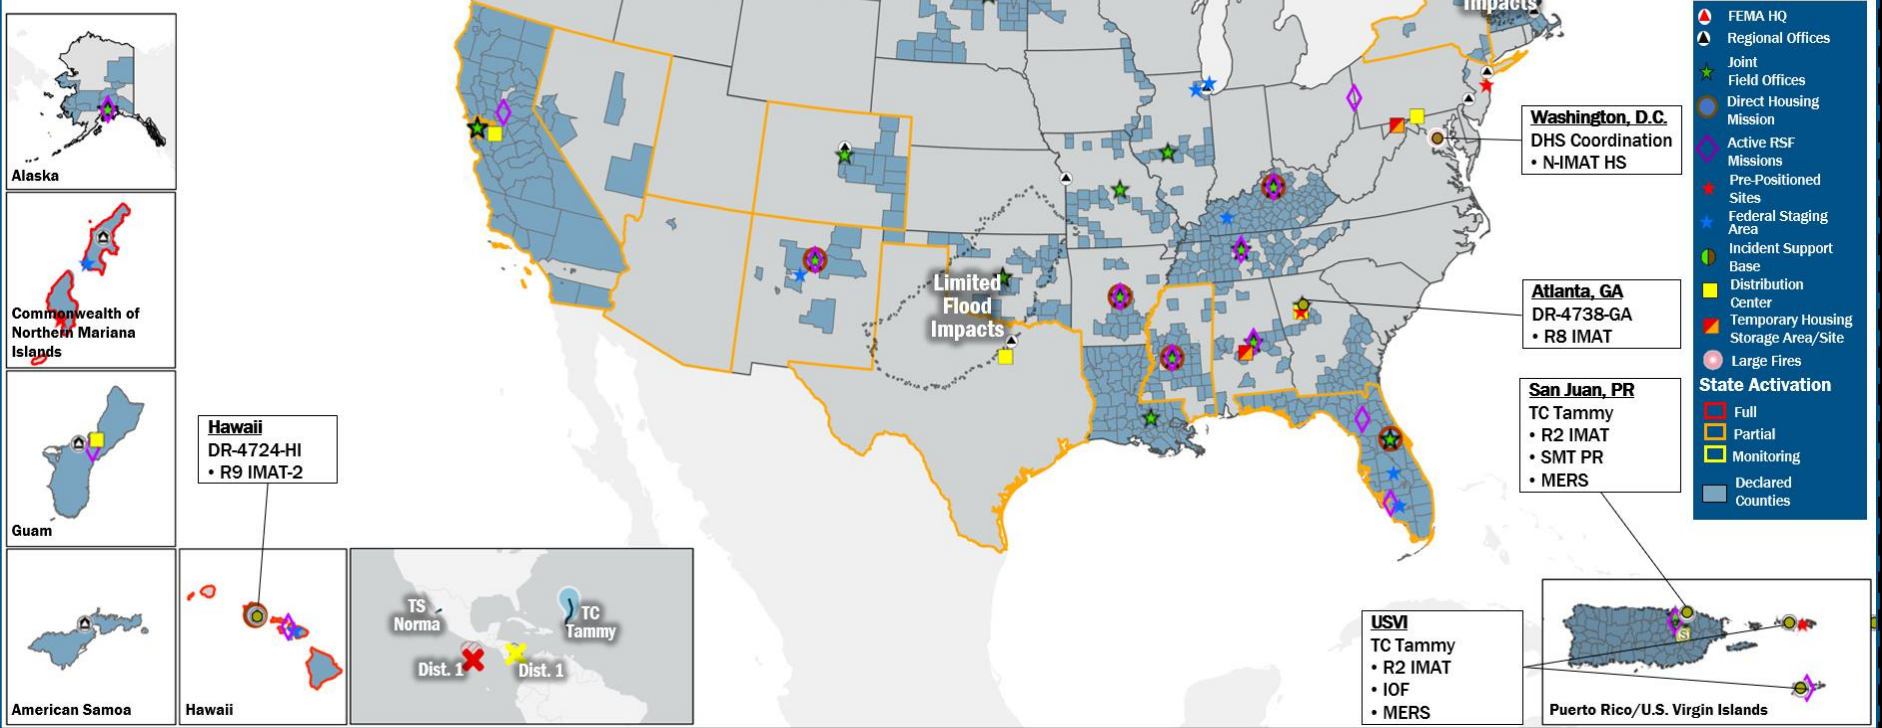 Impacts
Alaska
Commonwealth of
Northern Mariana
Islands
Guam
American Samoa
Hawaii
Hawaii
DR-4724-HI
• R9 IMAT-2
TS
Norma
TC
Tammy
Dist. 1
Dist. 1
Limited
Flood
Impacts
Washington, D.C.
DHS Coordination
• N-IMAT HS
Atlanta, GA
DR-4738-GA
• R8 IMAT
San Juan, PR
TC Tammy
• R2 IMAT
• SMT PR
• MERS
USVI
TC Tammy
• R2 IMAT
• IOF
• MERS
S
Puerto Rico/U.S. Virgin Islands
FEMA HQ
Regional Offices
Joint
Field Offices
Direct Housing
Mission
Active RSF
Missions
Pre-Positioned
Sites
Federal Staging
Area
Incident Support
Base
Distribution
Center
Temporary Housing
Storage Area/Site
Large Fires
State Activation
Full
Partial
Monitoring
Declared
Counties